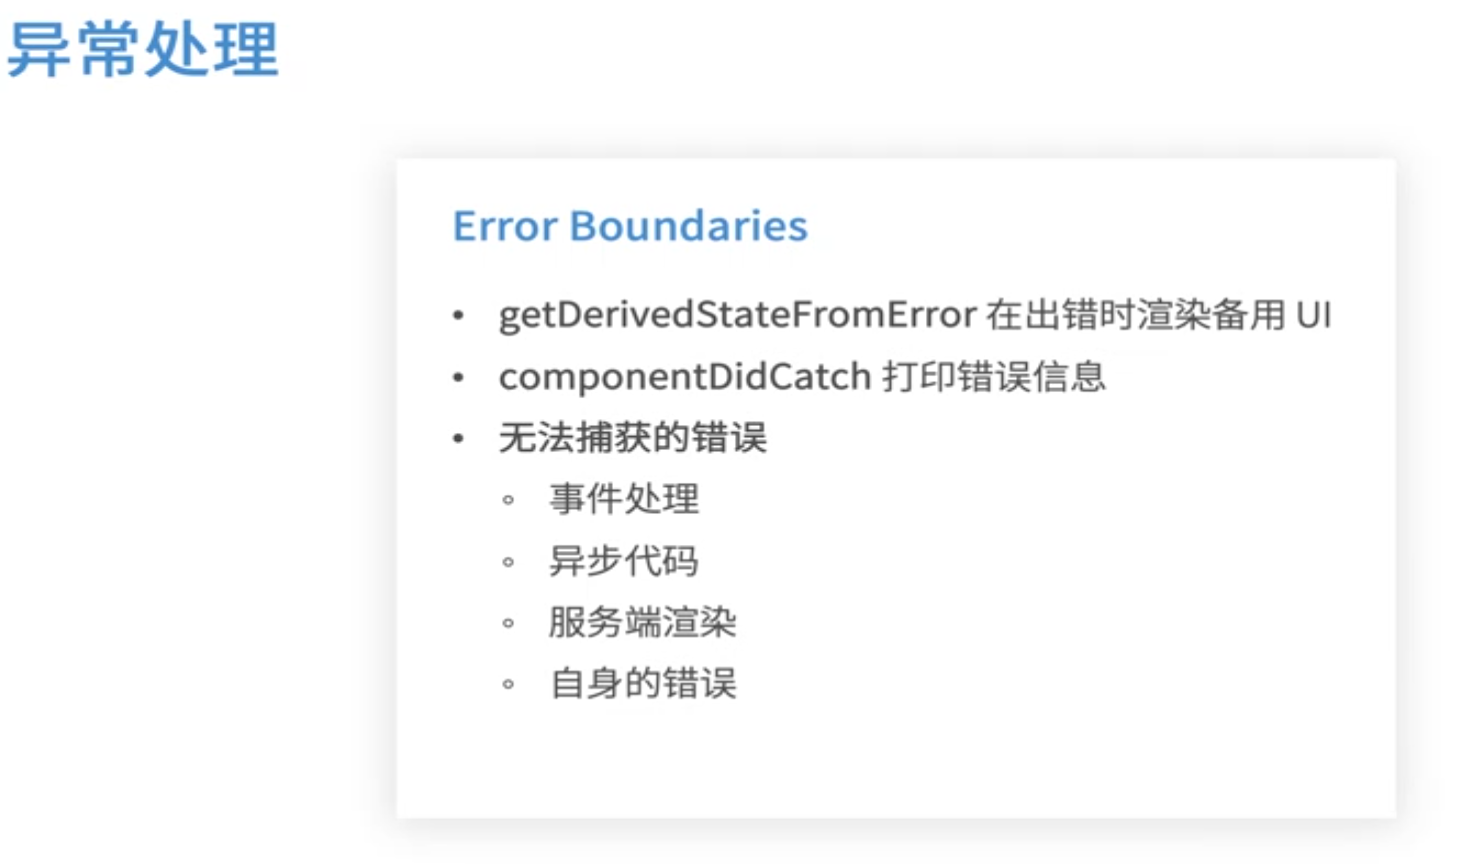 异常处理
Error Boundaries
• getDerivedStateFromError 在出错时渲染备用 UI
• componentDidCatch 打印错误信息
• 无法捕获的错误
◦ 事件处理
◦ 异步代码
◦ 服务端渲染
◦ 自身的错误